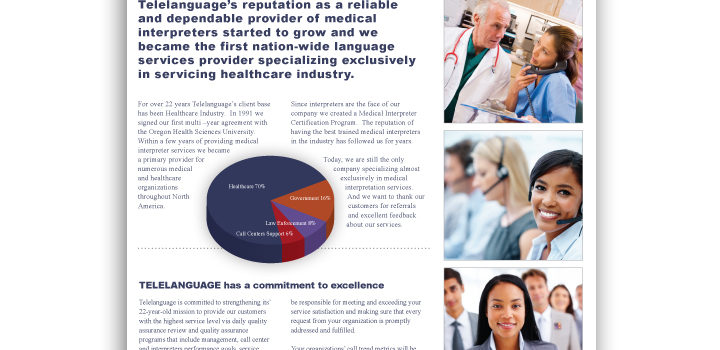 Telelanguage's reputation as a reliable
and dependable provider of medical
interpreters started to grow and we
became the first nation-wide language
services provider specializing exclusively
in servicing healthcare industry.
For over 22 years Telelanguage's client base
has been Healthcare Industry. In 1991 we
signed our first multi –year agreement with
the Oregon Health Sciences University.
Within a few years of providing medical
interpreter services we became
a primary provider for
numerous medical
and healthcare
organizations
throughout North
America.
Since interpreters are the face of our
company we created a Medical Interpreter
Certification Program. The reputation of
having the best trained medical interpreters
in the industry has followed us for years.
Today, we are still the only
company specializing almost
exclusively in medical
interpretation services.
And we want to thank our
customers for referrals
and excellent feedback
about our services.
Healthcare 70%
Government 16%
Law Enforcement 8%
Call Centers Support 6%
TELELANGUAGE has a commitment to excellence
Telelanguage is committed to strengthening its'
22-year-old mission to provide our customers
with the highest service level vs daily quality
assurance review and quality assurance
programs that include management, call center
and interpreters performance goals, service
be responsible for meeting and exceeding your
service satisfaction and making sure that every
request from your organization is promptly
addressed and fulfilled.
Your organizations' call trend metrics will be